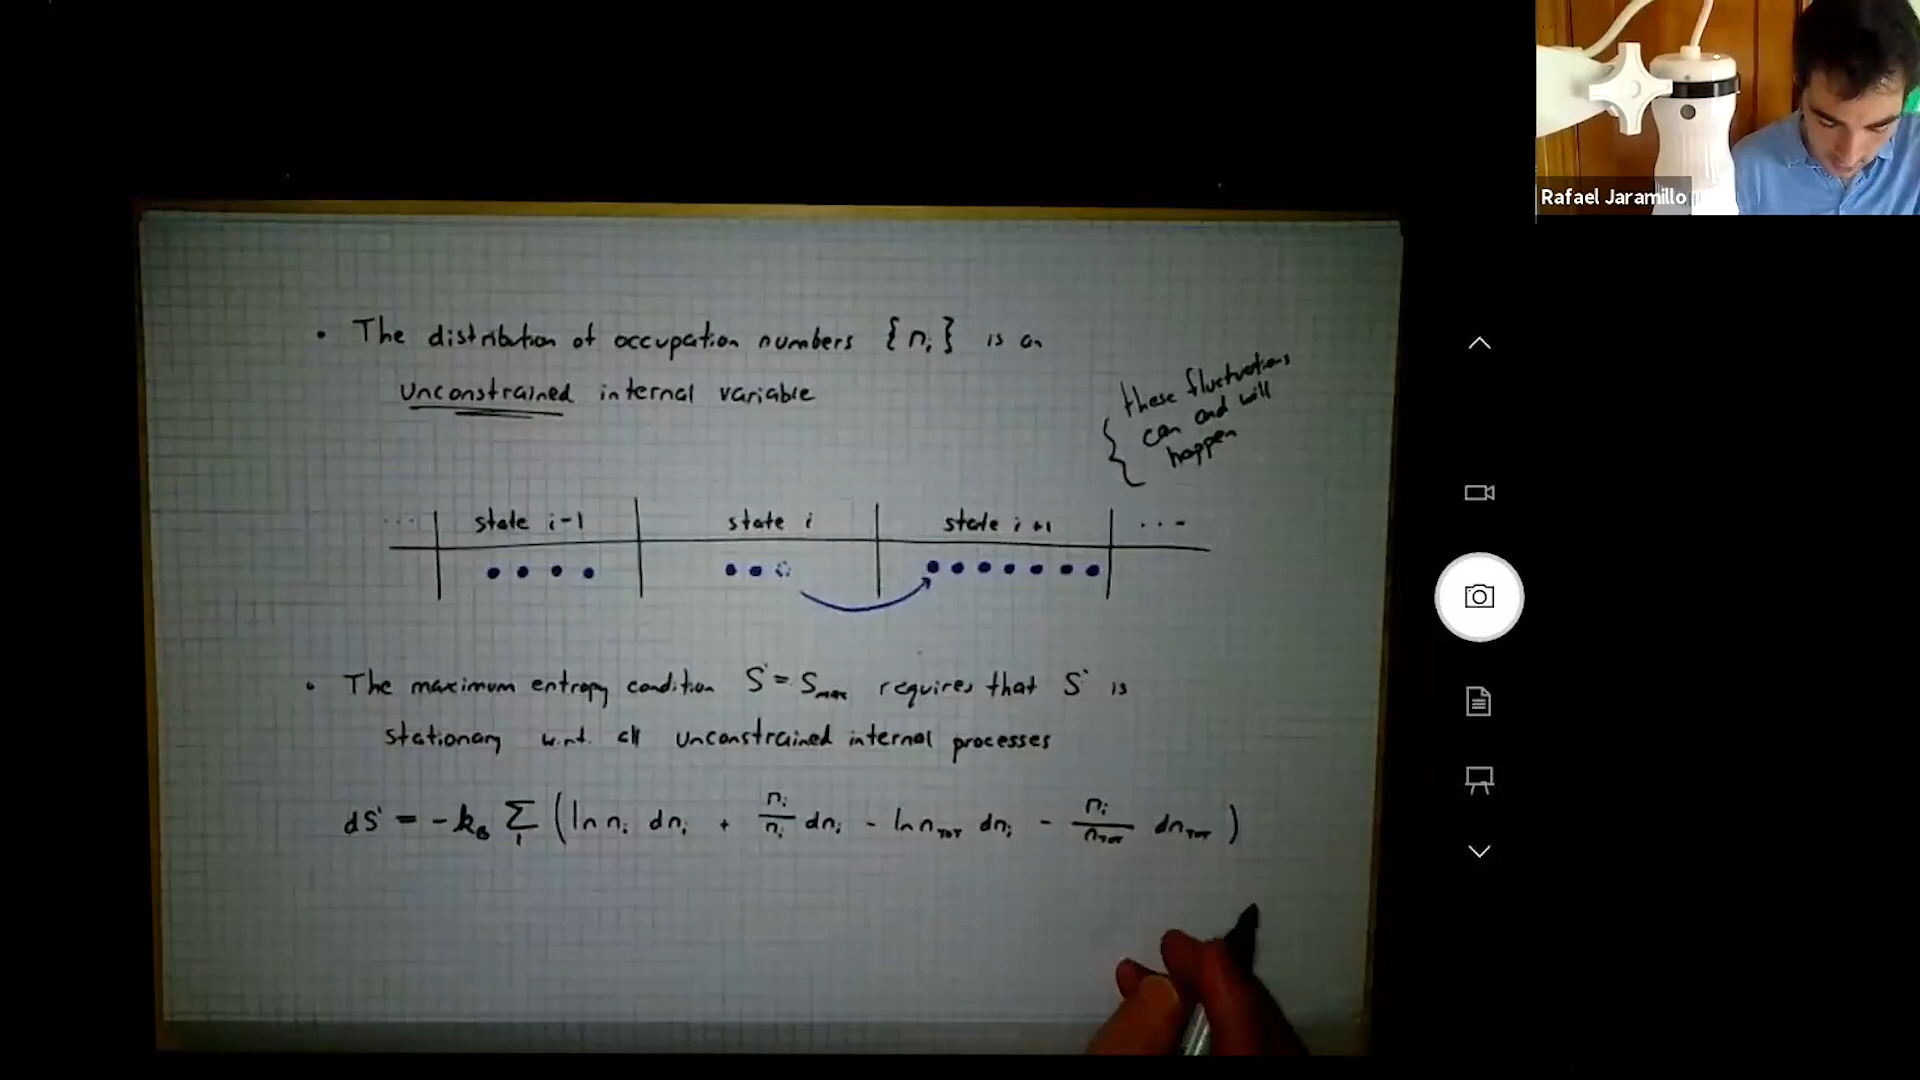 Rafael Jaramillo
• The distribution of occupation numbers {nᵢ} is an
unconstrained internal variable
{ these fluctuations
can and will
happen
... | state i-1 | state i | state i+1 | ...
• The maximum entropy condition S = Smax requires that S is
stationary w.r.t. all unconstrained internal processes
dS = -k_B Σᵢ (ln nᵢ dnᵢ + nᵢ/nᵢ dnᵢ - ln n_TOT dnᵢ - nᵢ/n_TOT dn_TOT)